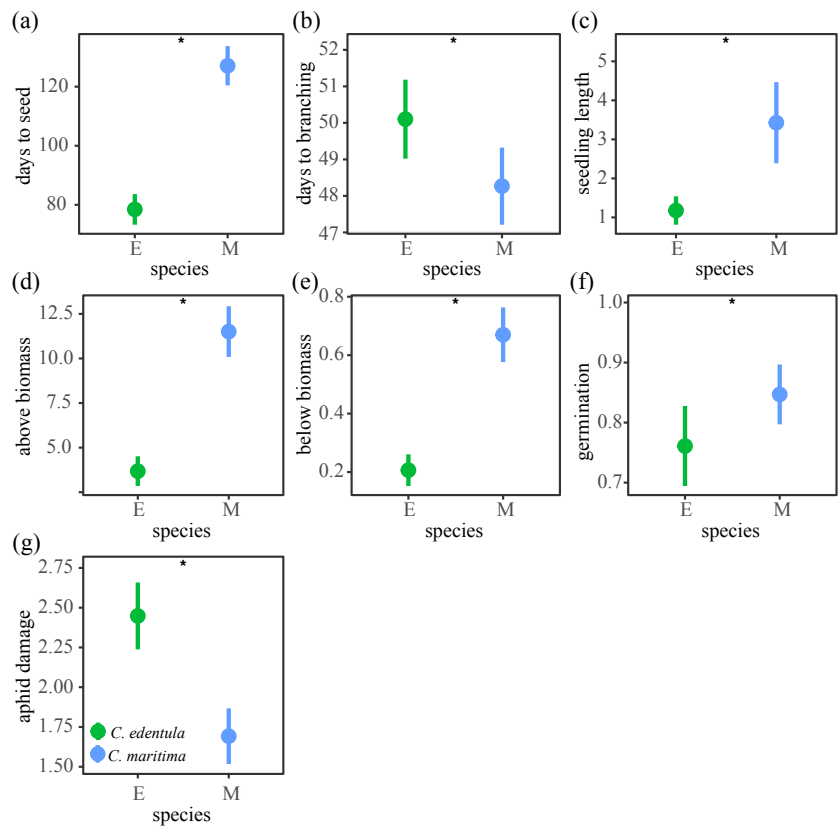 (a)
*
days to seed
120
100
80
E M
species
(b)
*
days to branching
52
51
50
49
48
47
E M
species
(c)
*
seedling length
5
4
3
2
1
E M
species
(d)
*
above biomass
12.5
10.0
7.5
5.0
E M
species
(e)
*
below biomass
0.8
0.6
0.4
0.2
E M
species
(f)
*
germination
1.0
0.9
0.8
0.7
E M
species
(g)
*
aphid damage
2.75
2.50
2.25
2.00
1.75
1.50
C. edentula
C. maritima
E M
species